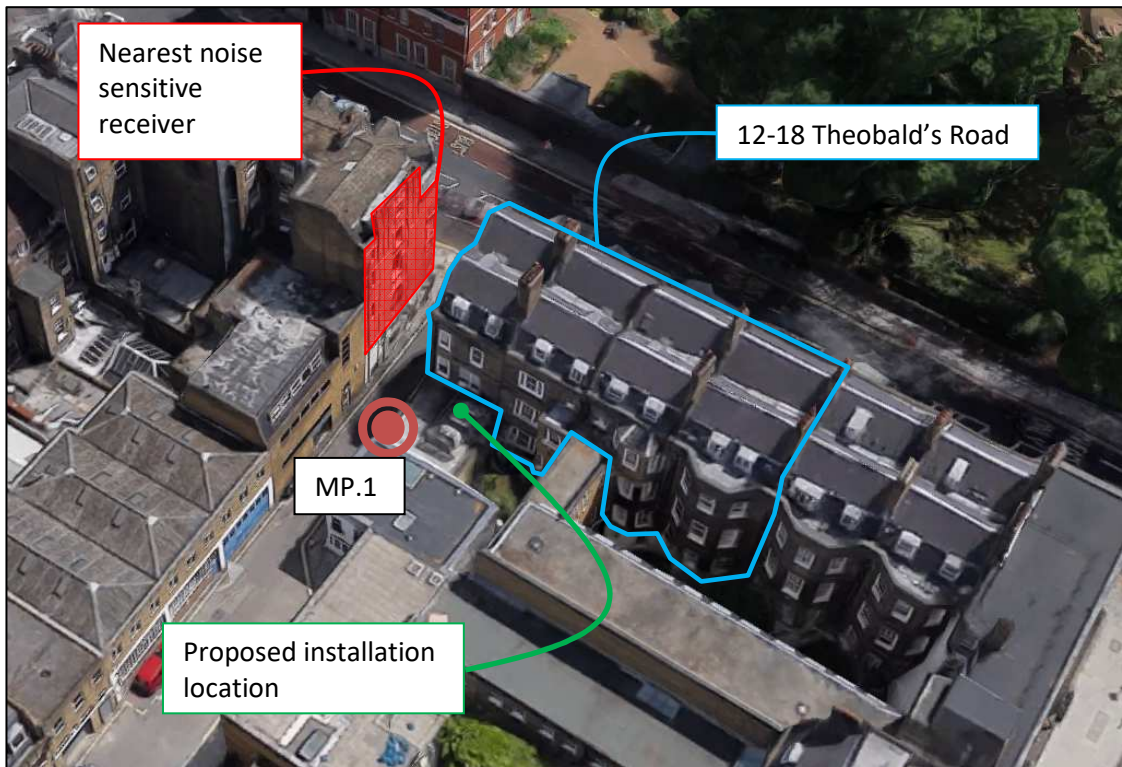 Nearest noise
sensitive
receiver
12-18 Theobald's Road
MP.1
Proposed installation
location